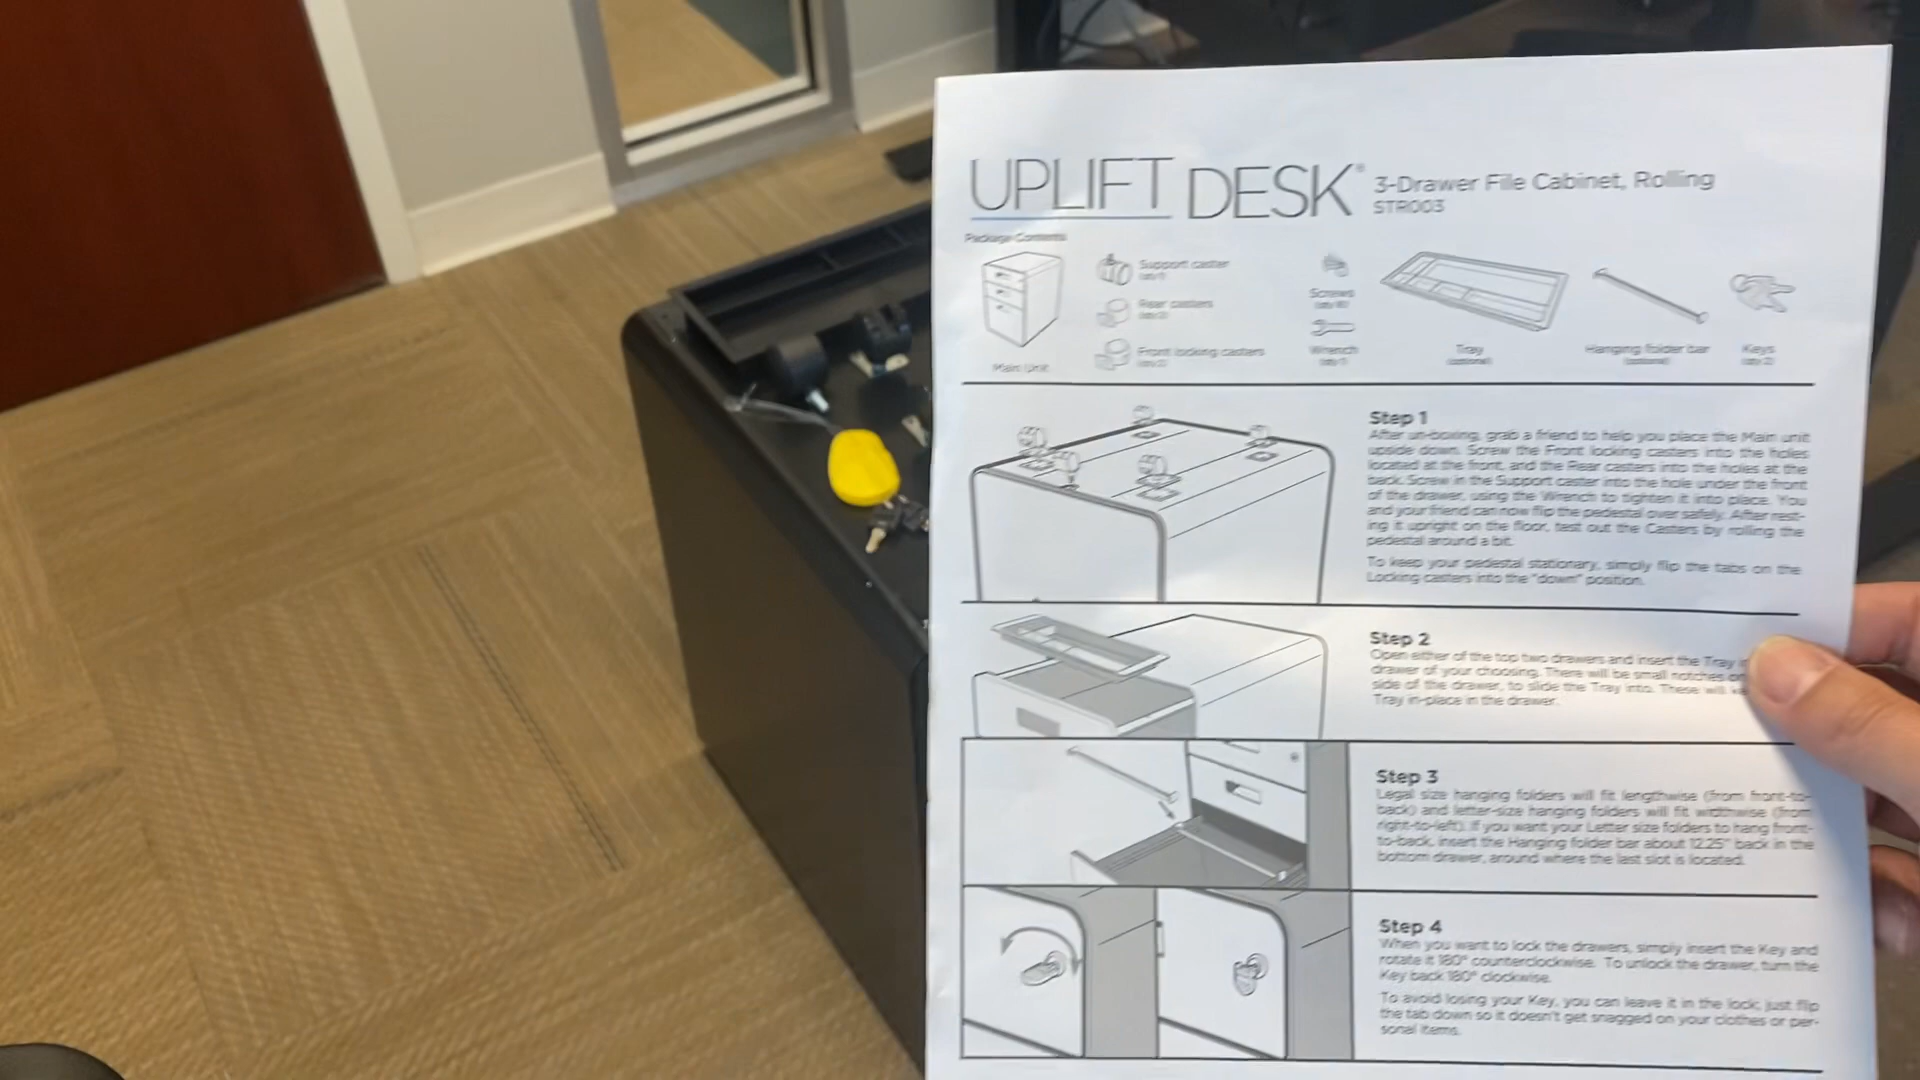 UPLIFT DESK® 3-Drawer File Cabinet, Rolling
STR003
Package Contents
Support caster
(qty 1)
Rear casters
(qty 2)
Front locking casters
(qty 2)
Main Unit
Screws
Wrench
(qty 1)
Tray
(optional)
Hanging folder bar
(optional)
Keys
(qty 2)
Step 1
After un-boxing, grab a friend to help you place the Main unit
upside down. Screw the Front locking casters into the holes
located at the front, and the Rear casters into the holes at the
back. Screw in the Support caster into the hole under the front
of the drawer, using the Wrench to tighten it into place. You
and your friend can now flip the pedestal over safely. After rest-
ing it upright on the floor, test out the Casters by rolling the
pedestal around a bit.
To keep your pedestal stationary, simply flip the tabs on the
Locking casters into the "down" position.
Step 2
Open either of the top two drawers and insert the Tray
drawer of your choosing. There will be small notches
side of the drawer, to slide the Tray into. These will
Tray in-place in the drawer.
Step 3
Legal size hanging folders will fit lengthwise (from front-to-
back) and letter-size hanging folders will fit widthwise (from
right-to-left). If you want your Letter size folders to hang front-
to-back, insert the Hanging folder bar about 12.25" back in the
bottom drawer, around where the last slot is located.
Step 4
When you want to lock the drawers, simply insert the Key and
rotate it 180° counterclockwise. To unlock the drawer, turn the
Key back 180° clockwise.
To avoid losing your Key, you can leave it in the lock; just flip
the tab down so it doesn't get snagged on your clothes or per-
sonal items.